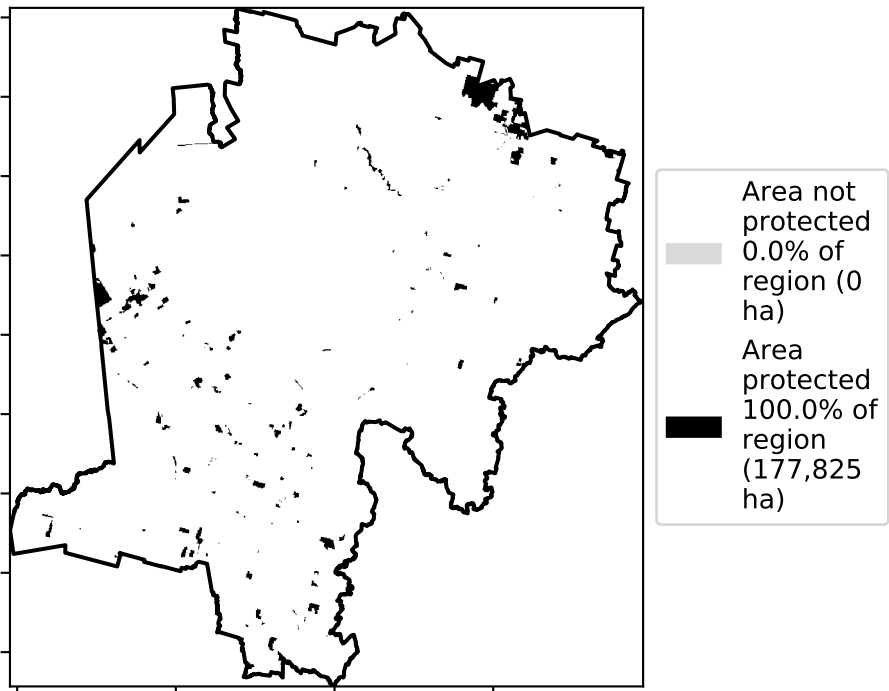 Area not
protected
0.0% of
region (0
ha)
Area
protected
100.0% of
region
(177,825
ha)